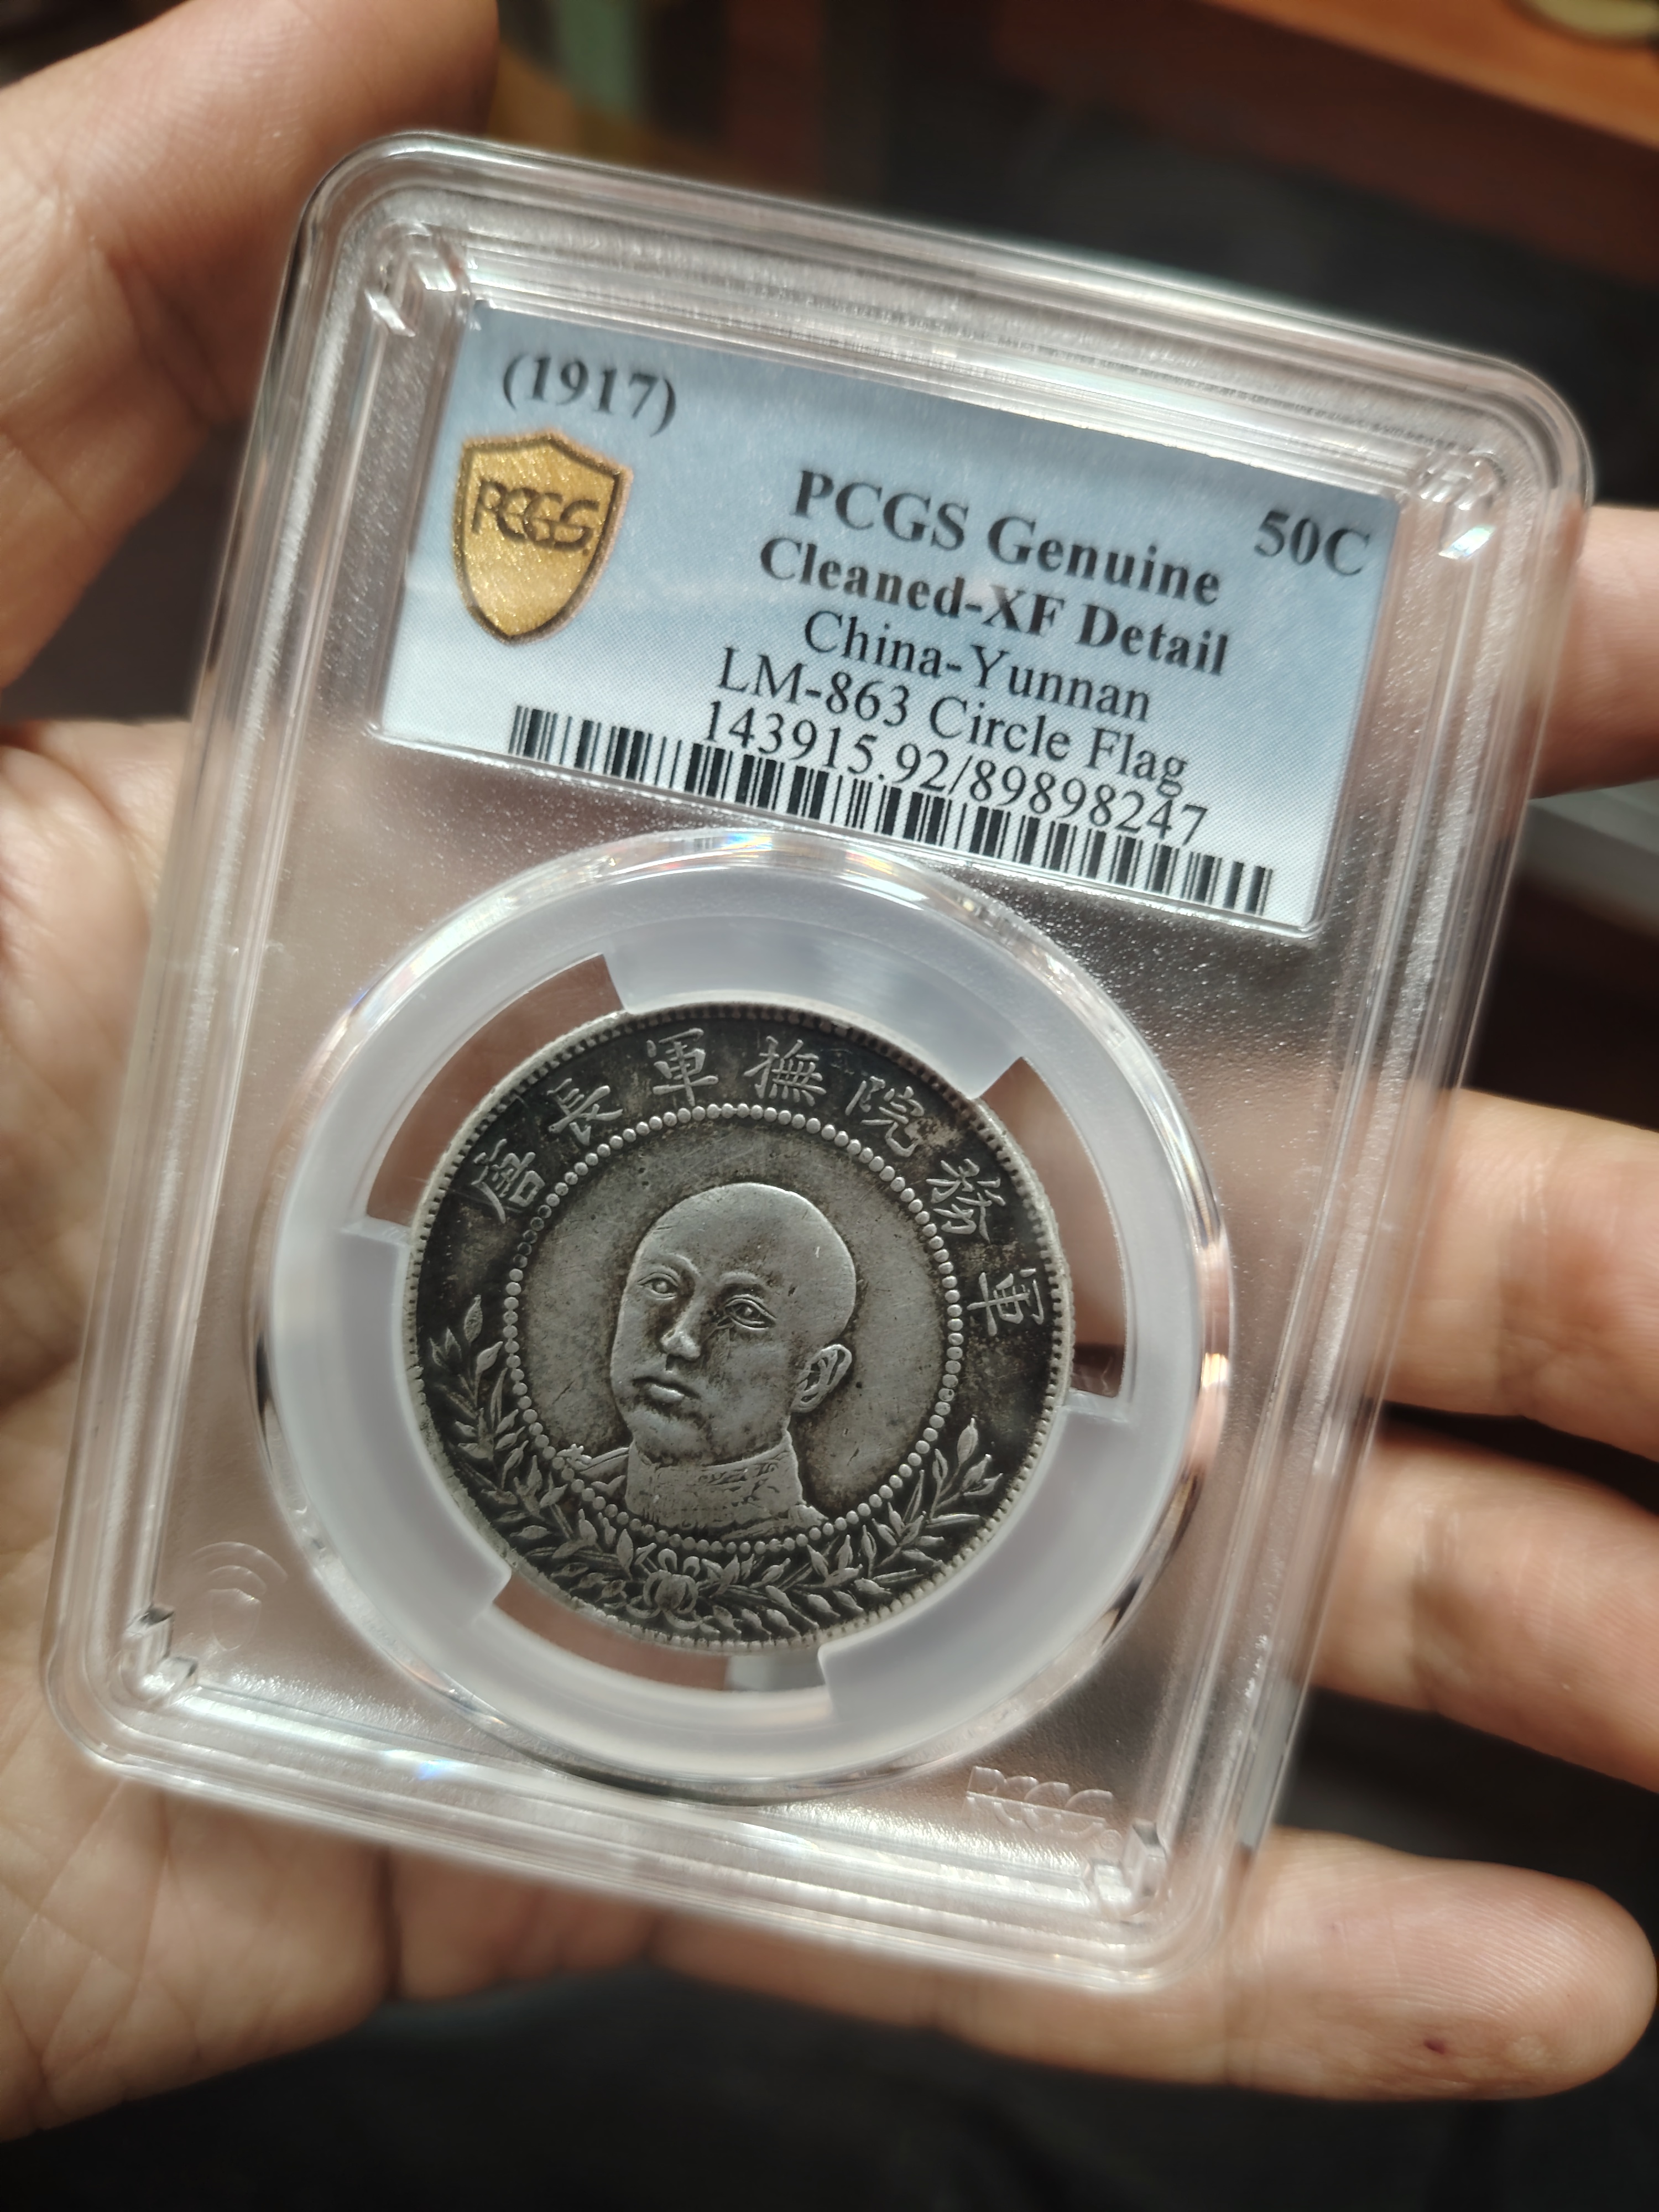 (1917)
PCGS
PCGS Genuine
50C
Cleaned-XF Detail
China-Yunnan
LM-863 Circle Flag
143915.92/89898247
軍務院撫軍長唐
PCGS